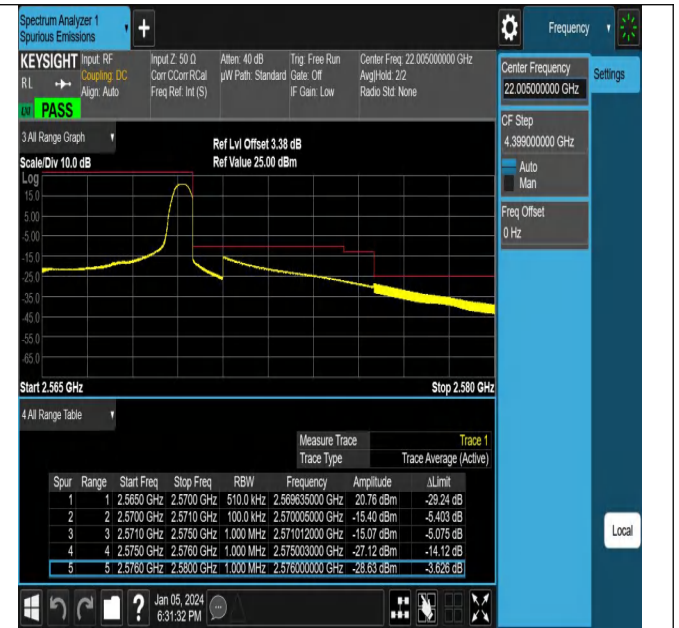 Spectrum Analyzer 1
Spurious Emissions
Frequency
KEYSIGHT Input: RF Input Z: 50 Ω Atten: 40 dB Trig: Free Run Center Freq: 22.005000000 GHz
RL Coupling: DC Corr CCorr RCal µW Path: Standard Gate: Off Avg|Hold: 2/2
Align: Auto Freq Ref: Int (S) IF Gain: Low Radio Std: None
PASS
Center Frequency
22.005000000 GHz
Settings
CF Step
4.399000000 GHz
Auto
Man
Freq Offset
0 Hz
3 All Range Graph
Ref Lvl Offset 3.38 dB
Scale/Div 10.0 dB Ref Value 25.00 dBm
Log
15.0
5.00
-5.00
-15.0
-25.0
-35.0
-45.0
-55.0
-65.0
Start 2.565 GHz Stop 2.580 GHz
4 All Range Table
Measure Trace Trace 1
Trace Type Trace Average (Active)
Spur Range Start Freq Stop Freq RBW Frequency Amplitude ΔLimit
1 1 2.5650 GHz 2.5700 GHz 510.0 kHz 2.569635000 GHz 20.76 dBm -29.24 dB
2 2 2.5700 GHz 2.5710 GHz 100.0 kHz 2.570005000 GHz -15.40 dBm -5.403 dB
3 3 2.5710 GHz 2.5750 GHz 1.000 MHz 2.571012000 GHz -15.07 dBm -5.075 dB
4 4 2.5750 GHz 2.5760 GHz 1.000 MHz 2.575003000 GHz -27.12 dBm -14.12 dB
5 5 2.5760 GHz 2.5800 GHz 1.000 MHz 2.576000000 GHz -28.63 dBm -3.626 dB
Local
Jan 05, 2024
6:31:32 PM